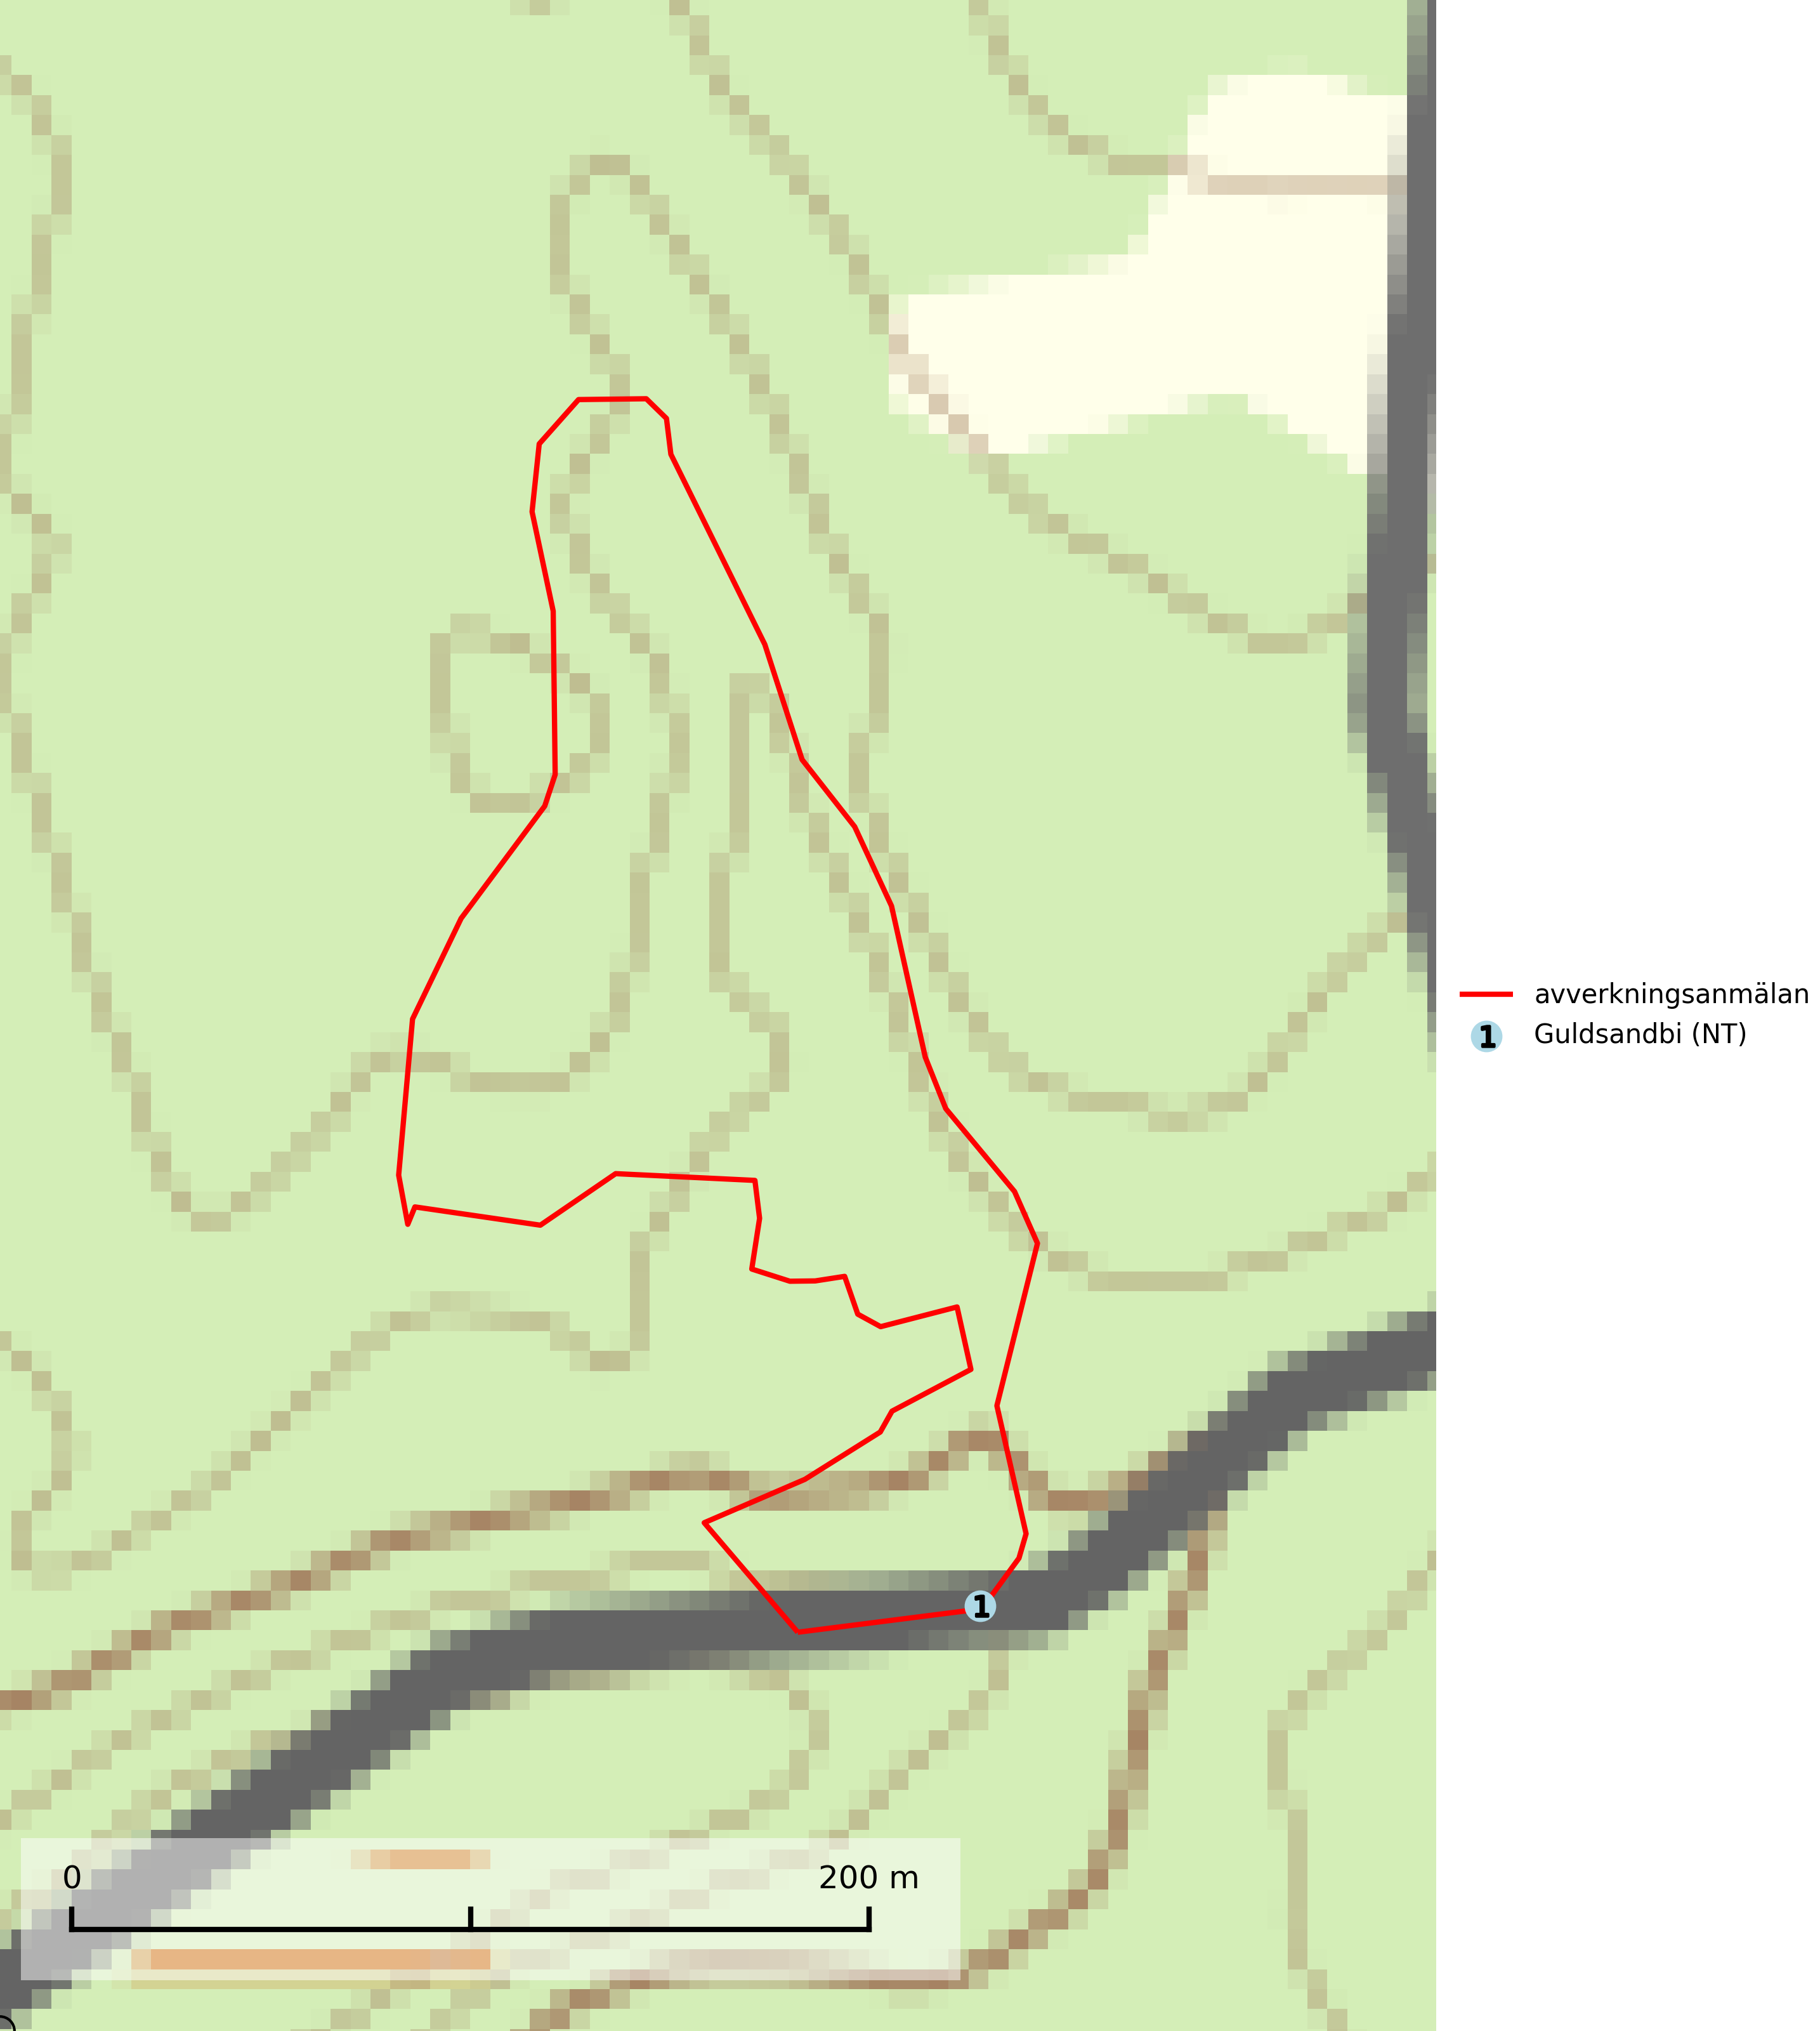 avverkningsanmälan
1 Guldsandbi (NT)
1
0 200 m